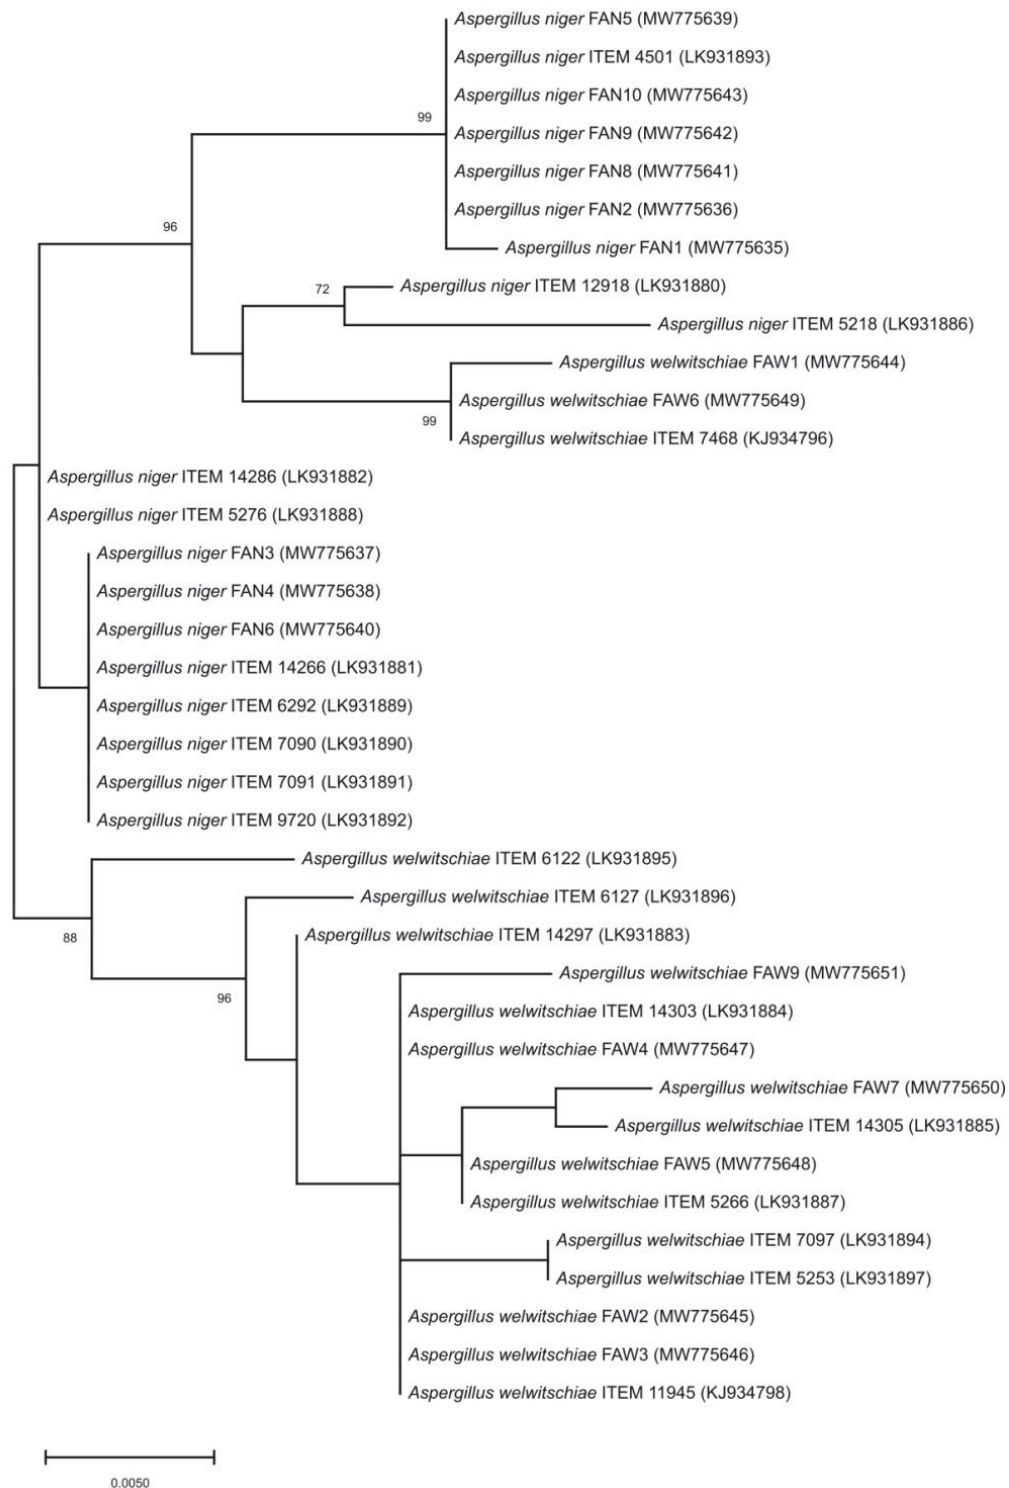 Aspergillus niger FAN5 (MW775639)
Aspergillus niger ITEM 4501 (LK931893)
Aspergillus niger FAN10 (MW775643)
99
Aspergillus niger FAN9 (MW775642)
Aspergillus niger FAN8 (MW775641)
Aspergillus niger FAN2 (MW775636)
96
Aspergillus niger FAN1 (MW775635)
72
Aspergillus niger ITEM 12918 (LK931880)
Aspergillus niger ITEM 5218 (LK931886)
Aspergillus welwitschiae FAW1 (MW775644)
Aspergillus welwitschiae FAW6 (MW775649)
99
Aspergillus welwitschiae ITEM 7468 (KJ934796)
Aspergillus niger ITEM 14286 (LK931882)
Aspergillus niger ITEM 5276 (LK931888)
Aspergillus niger FAN3 (MW775637)
Aspergillus niger FAN4 (MW775638)
Aspergillus niger FAN6 (MW775640)
Aspergillus niger ITEM 14266 (LK931881)
Aspergillus niger ITEM 6292 (LK931889)
Aspergillus niger ITEM 7090 (LK931890)
Aspergillus niger ITEM 7091 (LK931891)
Aspergillus niger ITEM 9720 (LK931892)
Aspergillus welwitschiae ITEM 6122 (LK931895)
Aspergillus welwitschiae ITEM 6127 (LK931896)
88
Aspergillus welwitschiae ITEM 14297 (LK931883)
Aspergillus welwitschiae FAW9 (MW775651)
96
Aspergillus welwitschiae ITEM 14303 (LK931884)
Aspergillus welwitschiae FAW4 (MW775647)
Aspergillus welwitschiae FAW7 (MW775650)
Aspergillus welwitschiae ITEM 14305 (LK931885)
Aspergillus welwitschiae FAW5 (MW775648)
Aspergillus welwitschiae ITEM 5266 (LK931887)
Aspergillus welwitschiae ITEM 7097 (LK931894)
Aspergillus welwitschiae ITEM 5253 (LK931897)
Aspergillus welwitschiae FAW2 (MW775645)
Aspergillus welwitschiae FAW3 (MW775646)
Aspergillus welwitschiae ITEM 11945 (KJ934798)
0.0050